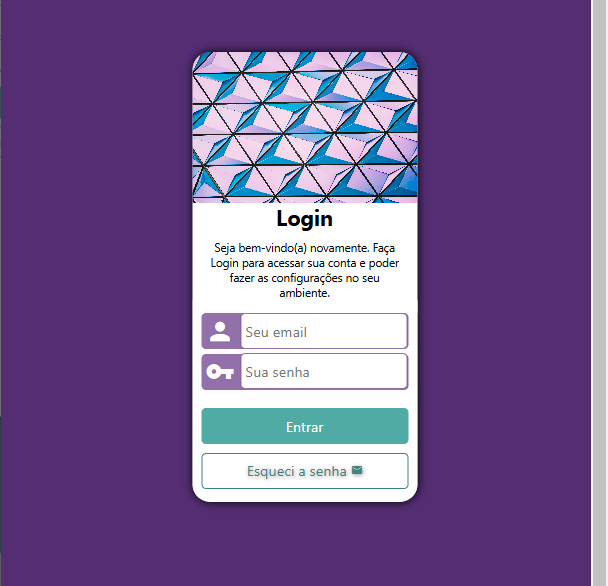 Login
Seja bem-vindo(a) novamente. Faça
Login para acessar sua conta e poder
fazer as configurações no seu
ambiente.
Seu email
Sua senha
Entrar
Esqueci a senha